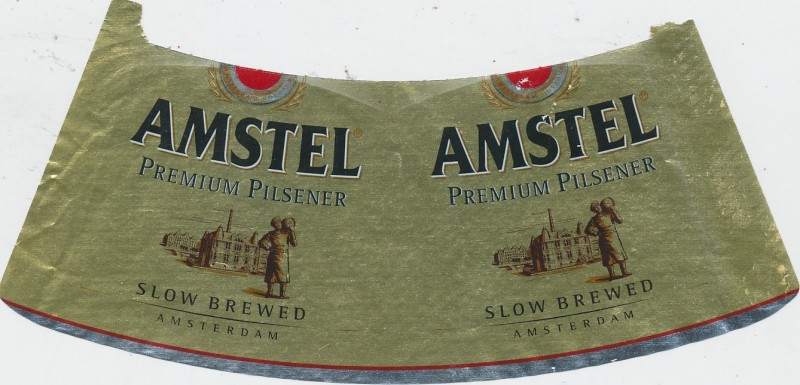 AMSTEL®
PREMIUM PILSENER
SLOW BREWED
AMSTERDAM
AMSTEL®
PREMIUM PILSENER
SLOW BREWED
AMSTERDAM